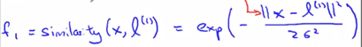 f₁ = similarity (x, l⁽¹⁾) = exp(- ||x - l⁽¹⁾||² / 2σ²)